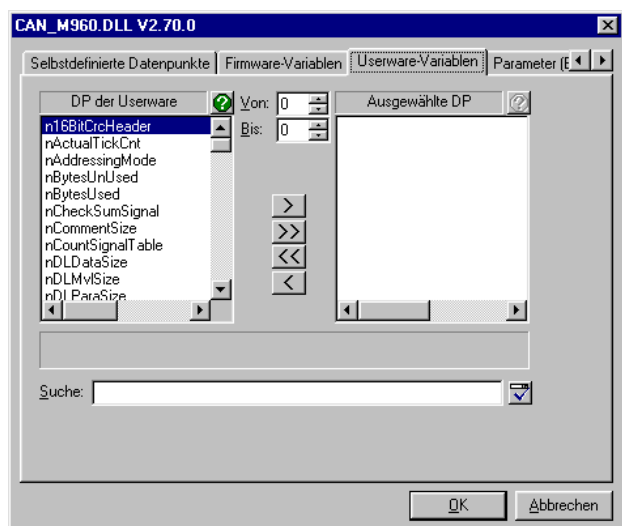 CAN_M960.DLL V2.70.0
Selbstdefinierte Datenpunkte Firmware-Variablen Userware-Variablen Parameter (E
DP der Userware Von: 0 Ausgewählte DP
Bis: 0
n16BitCrcHeader
nActualTickCnt
nAddressingMode
nBytesUnUsed
nBytesUsed
nCheckSumSignal
nCommentSize
nCountSignalTable
nDLDataSize
nDLMvlSize
nDLParaSize
>
>>
<<
<
Suche:
OK Abbrechen